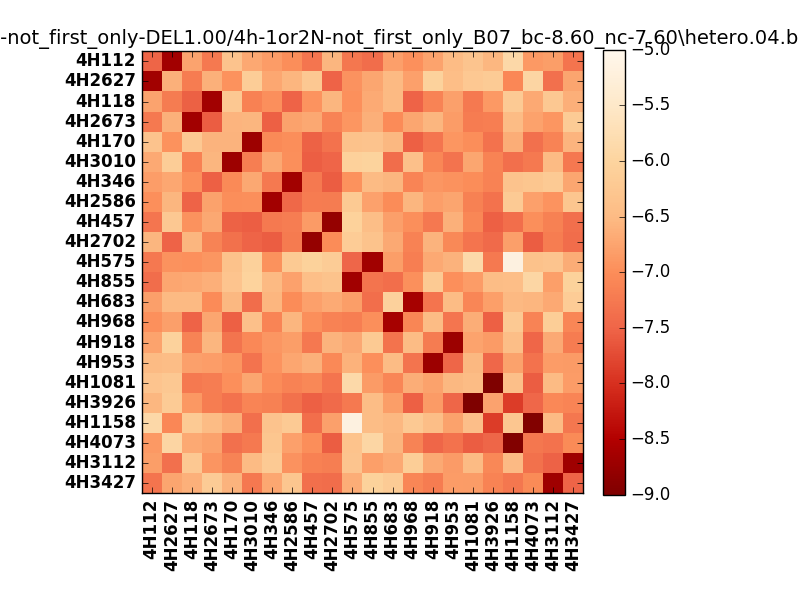 -not_first_only-DEL1.00/4h-1or2N-not_first_only_B07_bc-8.60_nc-7.60\hetero.04.b
4H112
4H2627
4H118
4H2673
4H170
4H3010
4H346
4H2586
4H457
4H2702
4H575
4H855
4H683
4H968
4H918
4H953
4H1081
4H3926
4H1158
4H4073
4H3112
4H3427
4H112
4H2627
4H118
4H2673
4H170
4H3010
4H346
4H2586
4H457
4H2702
4H575
4H855
4H683
4H968
4H918
4H953
4H1081
4H3926
4H1158
4H4073
4H3112
4H3427
−5.0
−5.5
−6.0
−6.5
−7.0
−7.5
−8.0
−8.5
−9.0